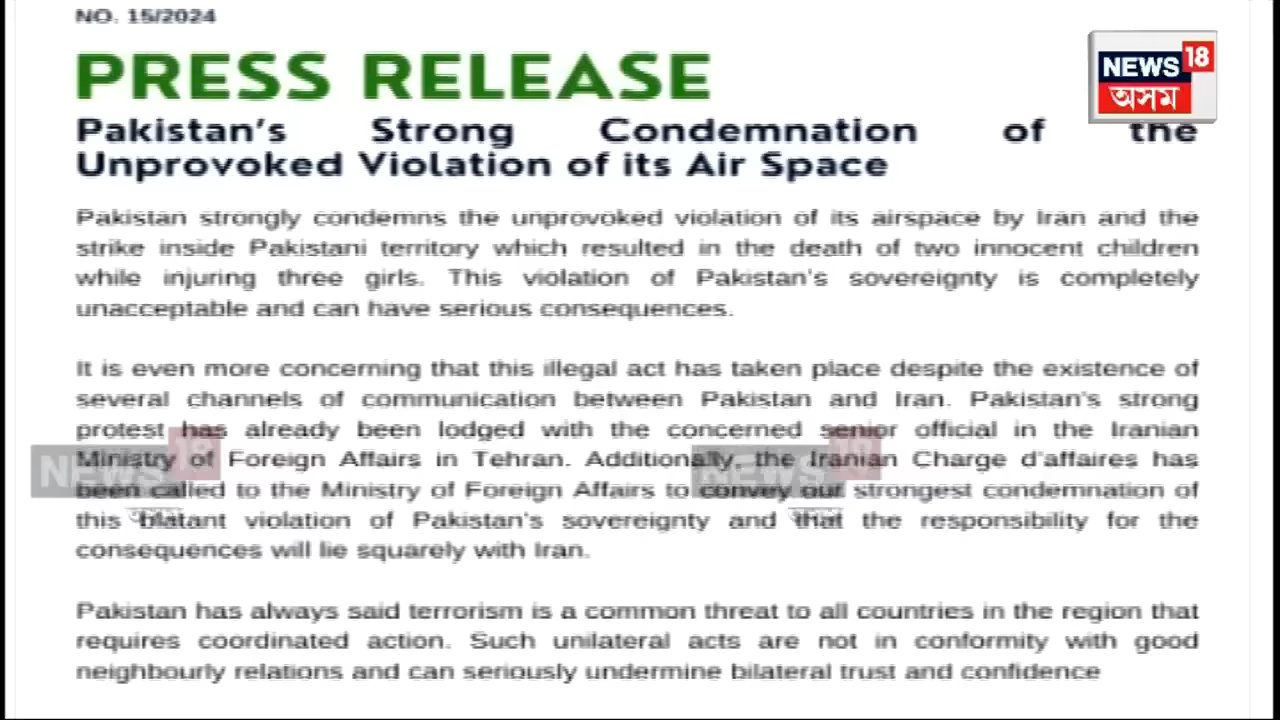 NO. 15/2024
PRESS RELEASE
NEWS 18
অসম
Pakistan's Strong Condemnation of the
Unprovoked Violation of its Air Space
Pakistan strongly condemns the unprovoked violation of its airspace by Iran and the
strike inside Pakistani territory which resulted in the death of two innocent children
while injuring three girls. This violation of Pakistan's sovereignty is completely
unacceptable and can have serious consequences.
It is even more concerning that this illegal act has taken place despite the existence of
several channels of communication between Pakistan and Iran. Pakistan's strong
protest has already been lodged with the concerned senior official in the Iranian
Ministry of Foreign Affairs in Tehran. Additionally, the Iranian Charge d'affaires has
been called to the Ministry of Foreign Affairs to convey our strongest condemnation of
this blatant violation of Pakistan's sovereignty and that the responsibility for the
consequences will lie squarely with Iran.
Pakistan has always said terrorism is a common threat to all countries in the region that
requires coordinated action. Such unilateral acts are not in conformity with good
neighbourly relations and can seriously undermine bilateral trust and confidence
NEWS 18
অসম
NEWS 18
অসম